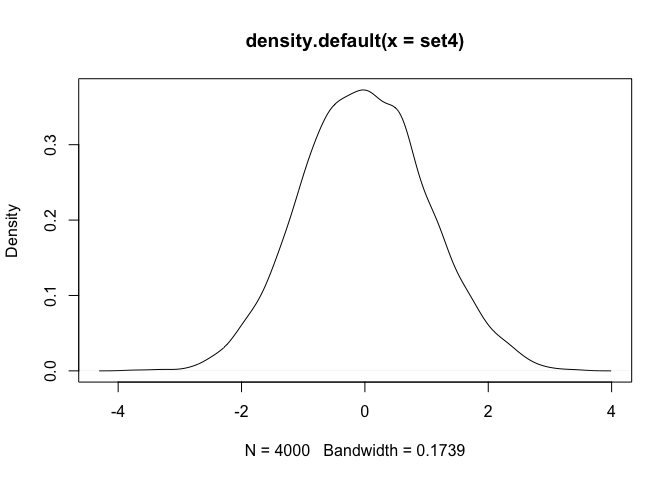 density.default(x = set4)
Density
0.3
0.2
0.1
0.0
-4 -2 0 2 4
N = 4000 Bandwidth = 0.1739